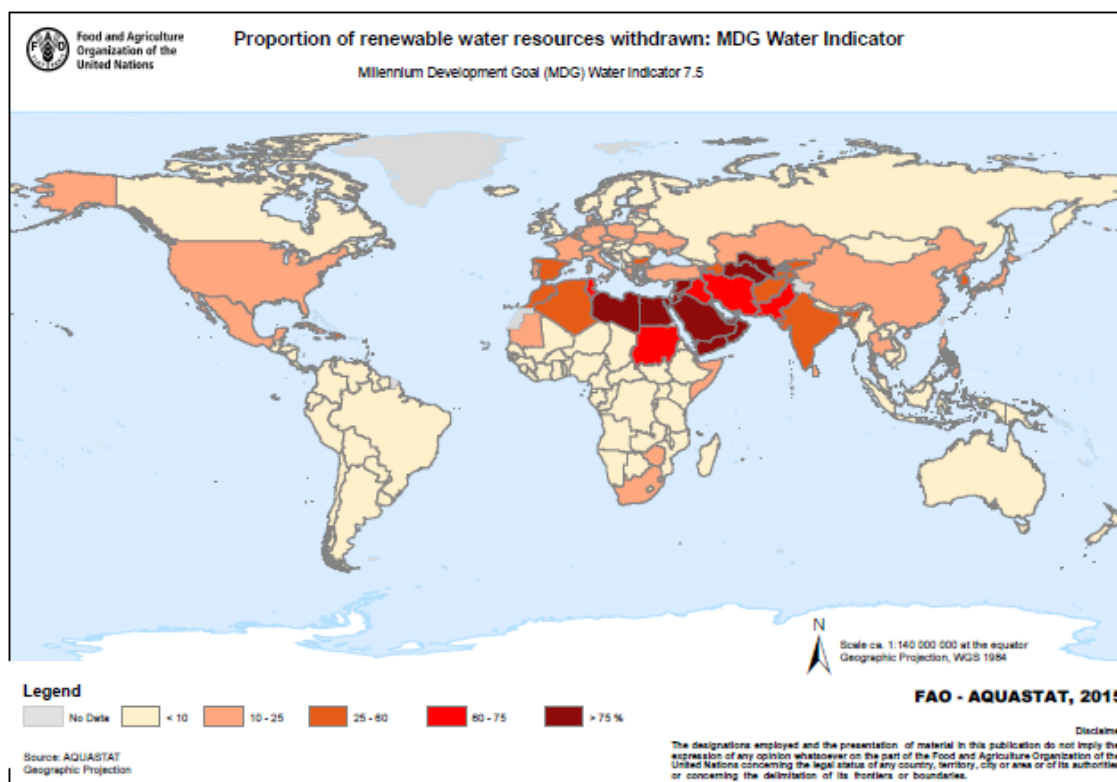 Food and Agriculture
Organization of the
United Nations
Proportion of renewable water resources withdrawn: MDG Water Indicator
Millennium Development Goal (MDG) Water Indicator 7.5
N
Scale ca. 1:140 000 000 at the equator
Geographic Projection, WGS 1984
Legend
No Data
< 10
10 - 25
25 - 60
60 - 75
> 75 %
FAO - AQUASTAT, 2015
Source: AQUASTAT
Geographic Projection
Disclaime
The designations employed and the presentation of material in this publication do not imply the
expression of any opinion whatsoever on the part of the Food and Agriculture Organization of the
United Nations concerning the legal status of any country, territory, city or area or of its authoritie
or concerning the delimitation of its frontiers or boundaries.